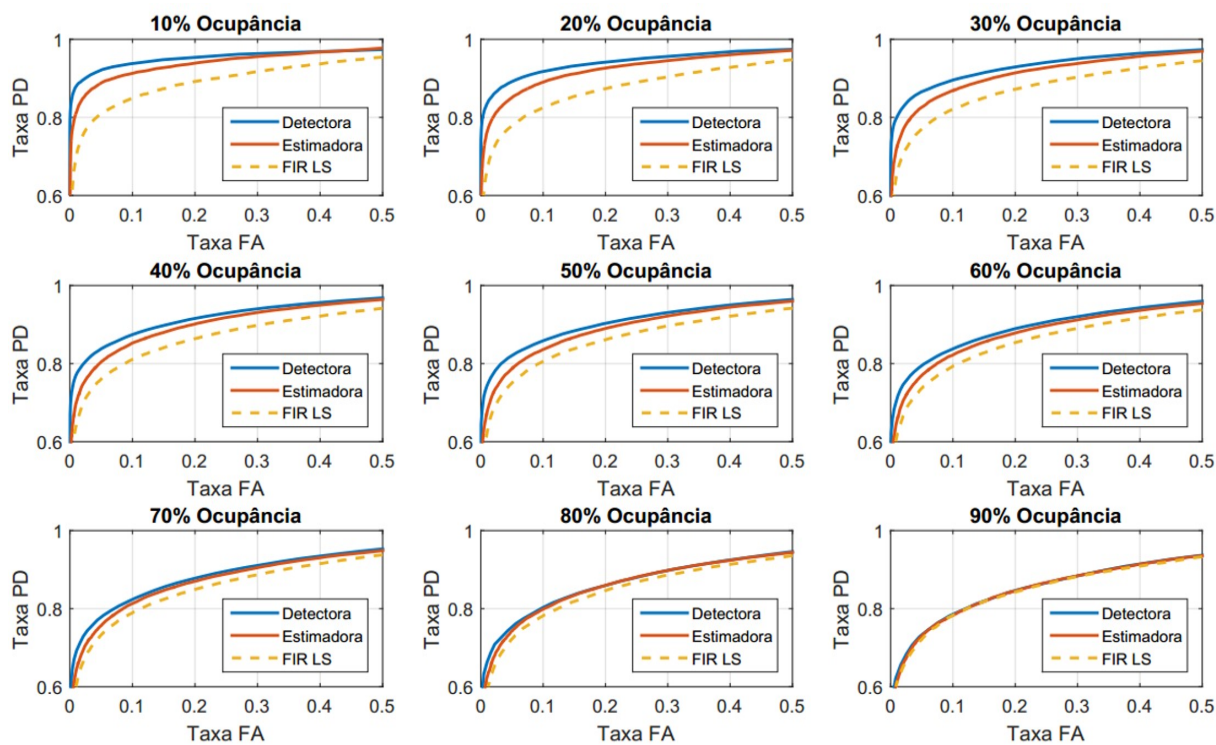 10% Ocupância
20% Ocupância
30% Ocupância
1
0.8
0.6
Taxa PD
Detectora
Estimadora
FIR LS
0 0.1 0.2 0.3 0.4 0.5
Taxa FA
1
0.8
0.6
Taxa PD
Detectora
Estimadora
FIR LS
0 0.1 0.2 0.3 0.4 0.5
Taxa FA
1
0.8
0.6
Taxa PD
Detectora
Estimadora
FIR LS
0 0.1 0.2 0.3 0.4 0.5
Taxa FA
40% Ocupância
50% Ocupância
60% Ocupância
1
0.8
0.6
Taxa PD
Detectora
Estimadora
FIR LS
0 0.1 0.2 0.3 0.4 0.5
Taxa FA
1
0.8
0.6
Taxa PD
Detectora
Estimadora
FIR LS
0 0.1 0.2 0.3 0.4 0.5
Taxa FA
1
0.8
0.6
Taxa PD
Detectora
Estimadora
FIR LS
0 0.1 0.2 0.3 0.4 0.5
Taxa FA
70% Ocupância
80% Ocupância
90% Ocupância
1
0.8
0.6
Taxa PD
Detectora
Estimadora
FIR LS
0 0.1 0.2 0.3 0.4 0.5
Taxa FA
1
0.8
0.6
Taxa PD
Detectora
Estimadora
FIR LS
0 0.1 0.2 0.3 0.4 0.5
Taxa FA
1
0.8
0.6
Taxa PD
Detectora
Estimadora
FIR LS
0 0.1 0.2 0.3 0.4 0.5
Taxa FA